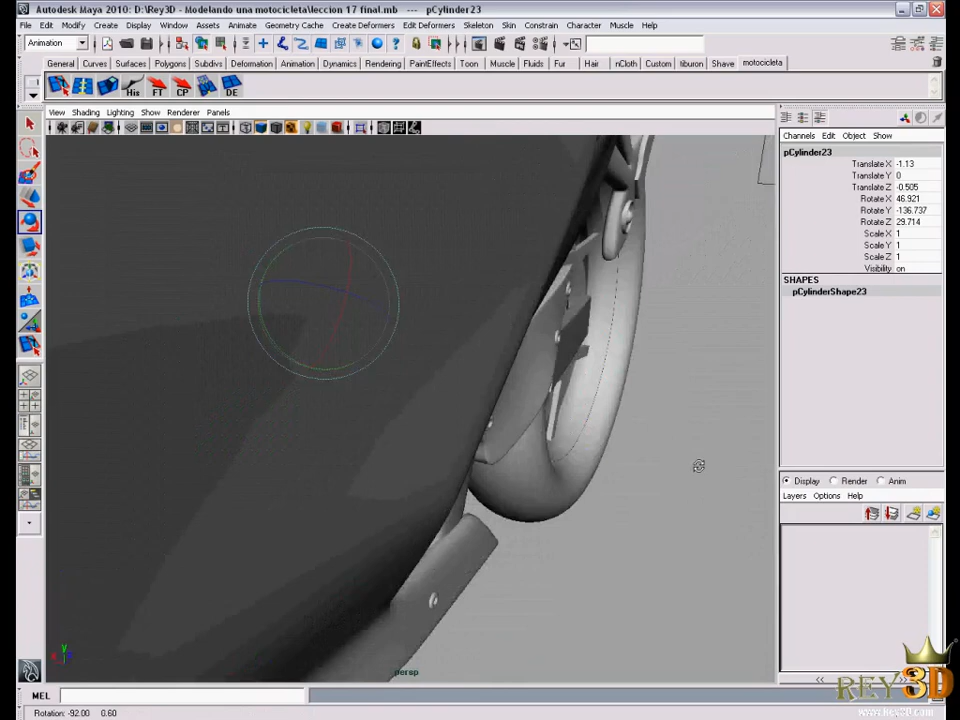 Autodesk Maya 2010: D:\Rey3D - Modelando una motocicleta\leccion 17 final.mb --- pCylinder23
File Edit Modify Create Display Window Assets Animate Geometry Cache Create Deformers Edit Deformers Skeleton Skin Constrain Character Muscle Help
Animation
General Curves Surfaces Polygons Subdivs Deformation Animation Dynamics Rendering PaintEffects Toon Muscle Fluids Fur Hair nCloth Custom tiburon Shave motocicleta
His FT CP DE
View Shading Lighting Show Renderer Panels
Channels Edit Object Show
pCylinder23
Translate X -1.13
Translate Y 0
Translate Z -0.505
Rotate X 46.921
Rotate Y -136.737
Rotate Z 29.714
Scale X 1
Scale Y 1
Scale Z 1
Visibility on
SHAPES
pCylinderShape23
Display Render Anim
Layers Options Help
y
persp
MEL
REY3D
Rotation: -92.00 0.60